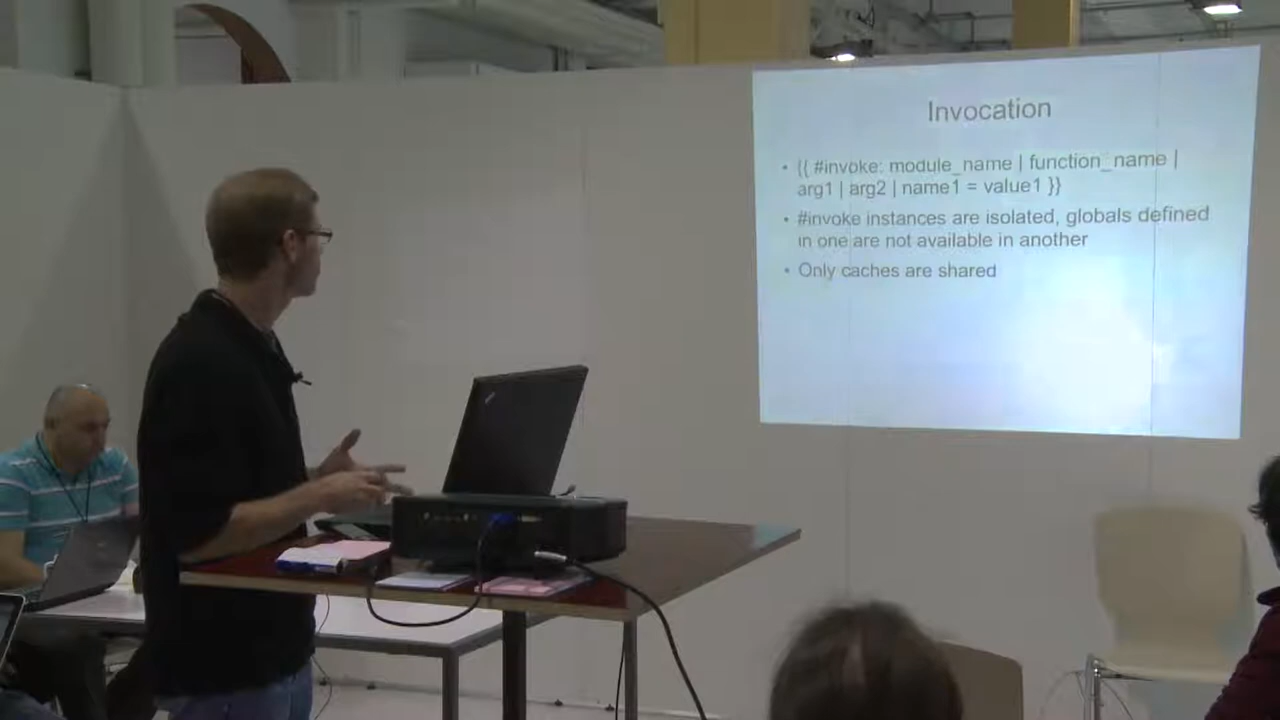 Invocation
• {{ #invoke: module_name | function_name |
arg1 | arg2 | name1 = value1 }}
• #invoke instances are isolated, globals defined
in one are not available in another
• Only caches are shared